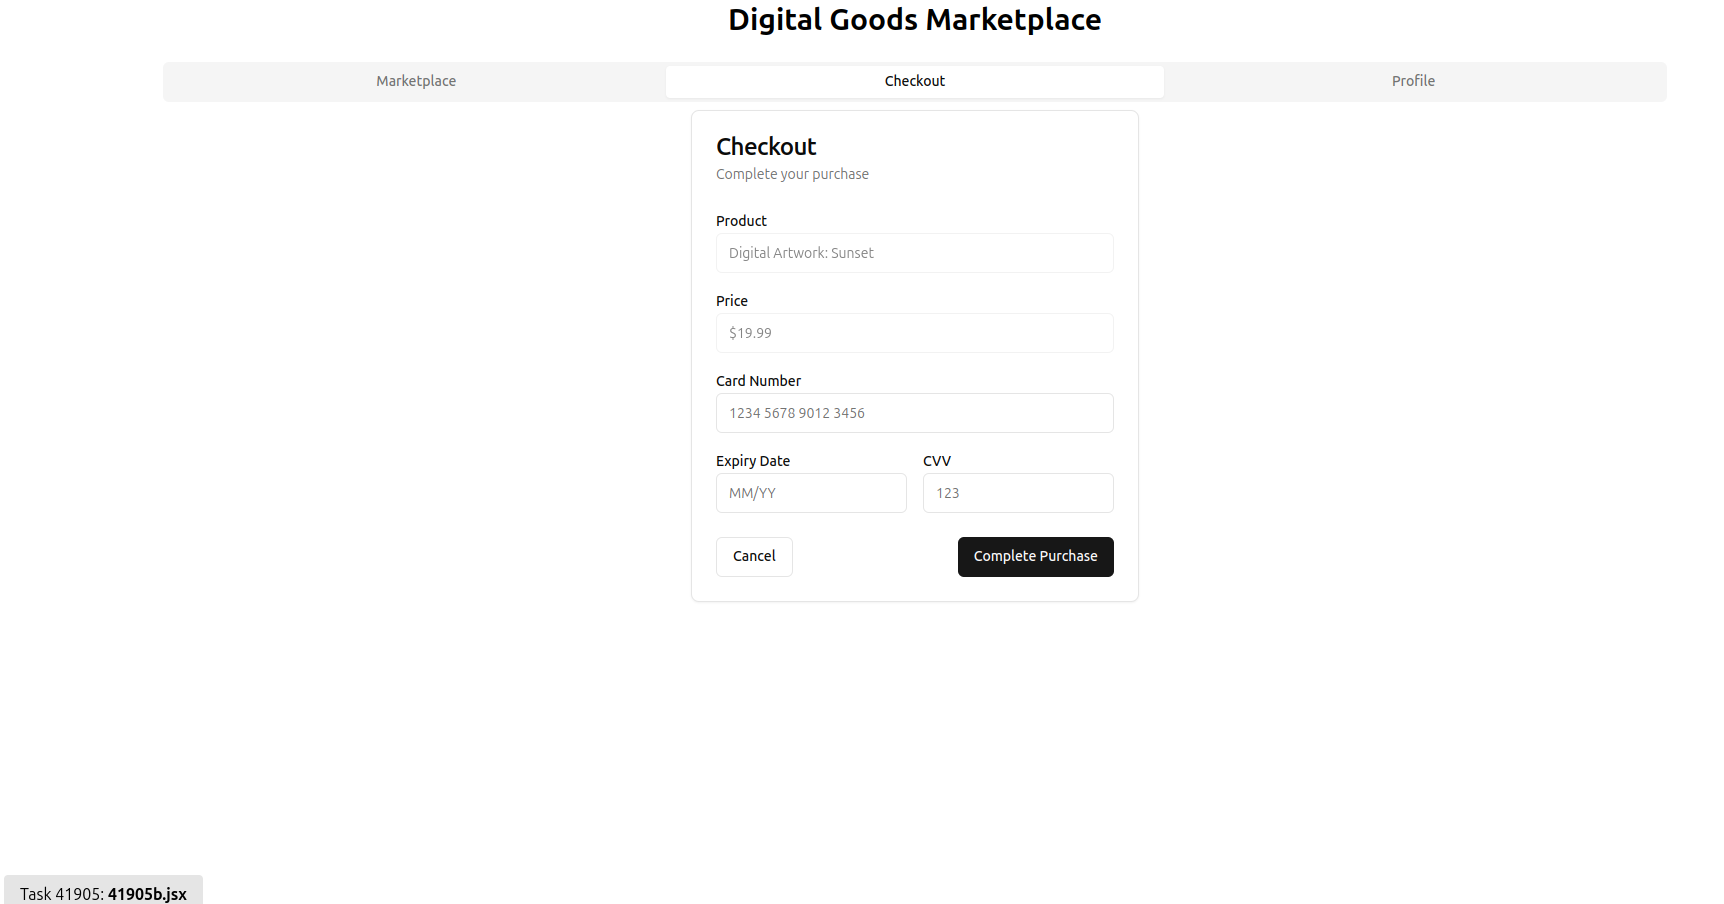 Digital Goods Marketplace
Marketplace Checkout Profile
Checkout
Complete your purchase
Product
Digital Artwork: Sunset
Price
$19.99
Card Number
1234 5678 9012 3456
Expiry Date CVV
MM/YY 123
Cancel Complete Purchase
Task 41905: 41905b.jsx